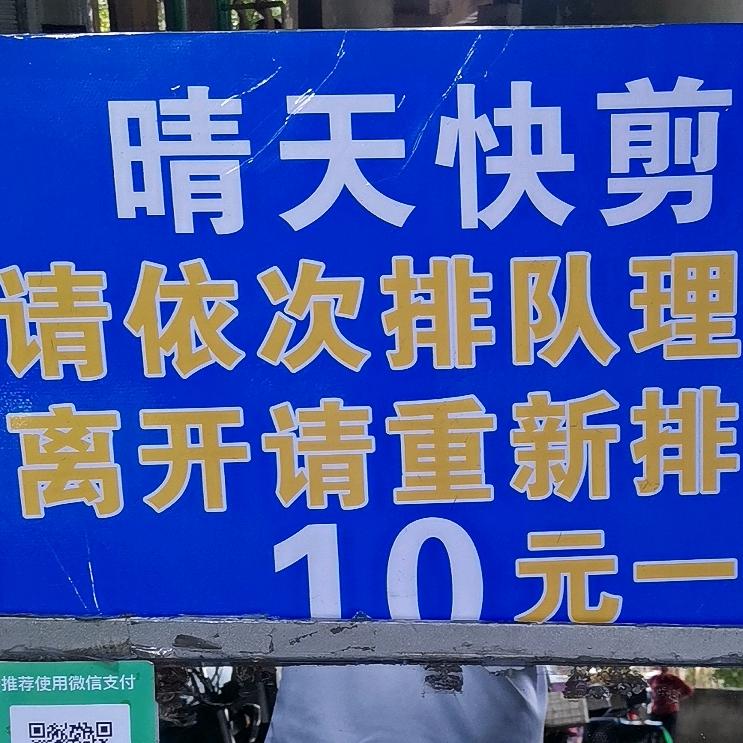 晴天快剪
请依次排队理
离开请重新排
10元一
推荐使用微信支付